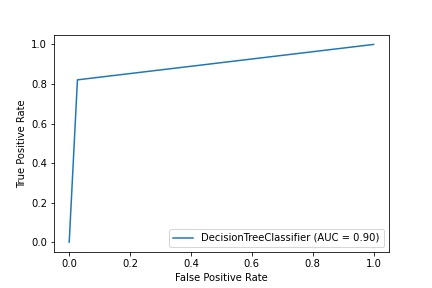 1.0
0.8
0.6
0.4
0.2
0.0
True Positive Rate
DecisionTreeClassifier (AUC = 0.90)
0.0 0.2 0.4 0.6 0.8 1.0
False Positive Rate